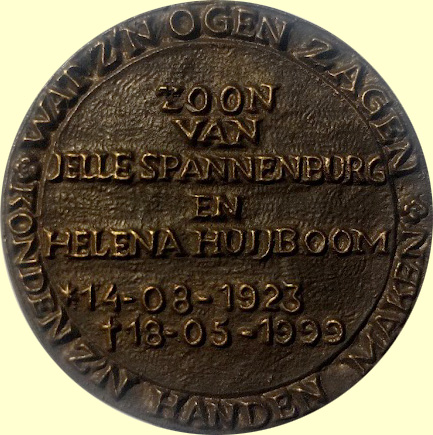 WAT Z'N OGEN ZAGEN
KONDEN Z'N HANDEN MAKEN
ZOON
VAN
JELLE SPANNENBURG
EN
HELENA HUIJBOOM
*14-08-1923
†18-05-1999